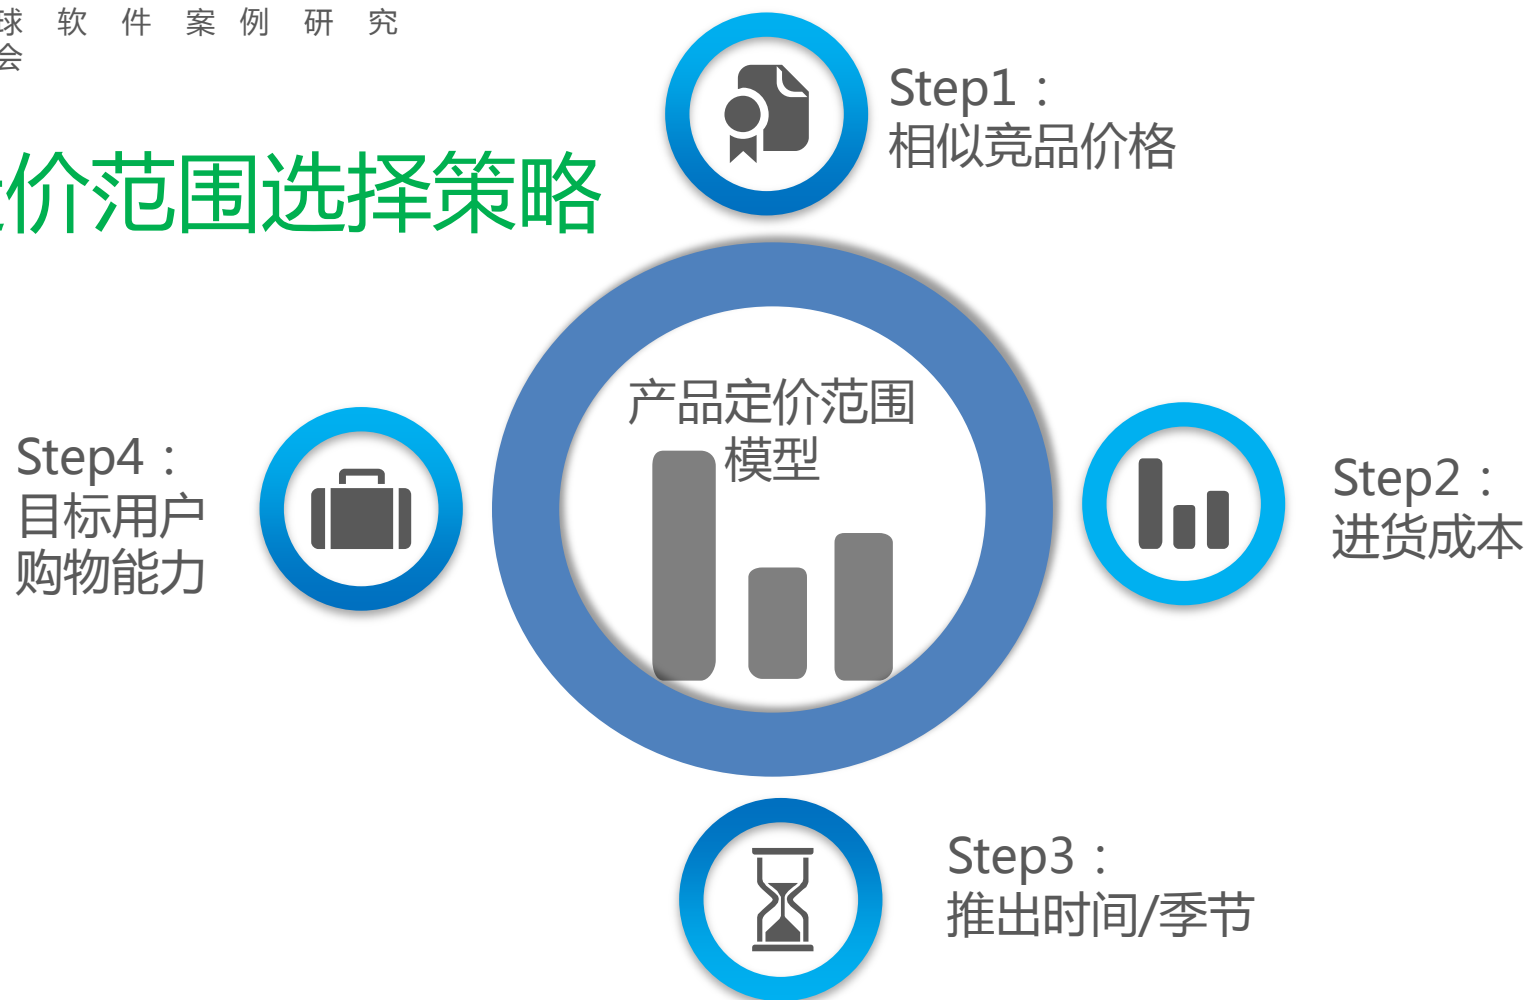 球 软 件 案 例 研 究
会
价范围选择策略
Step1：
相似竞品价格
产品定价范围
模型
Step4：
目标用户
购物能力
Step2：
进货成本
Step3：
推出时间/季节